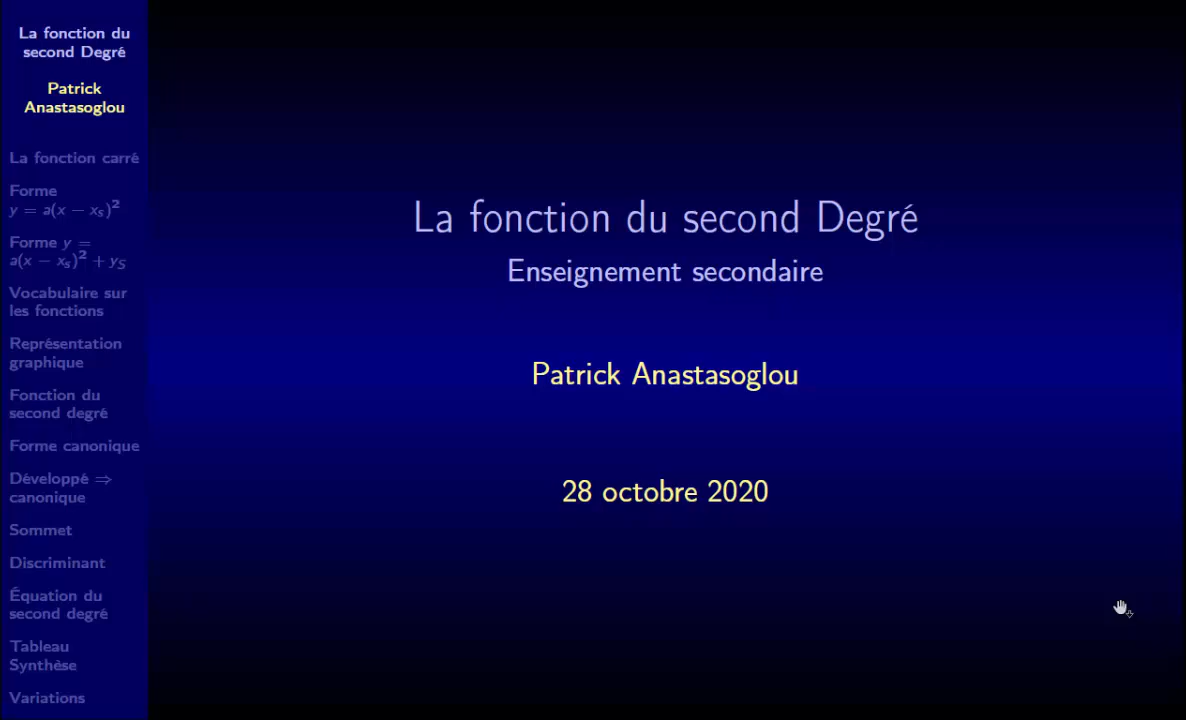 La fonction du
second Degré
Patrick
Anastasoglou
La fonction carré
Forme
y = a(x − xₛ)²
Forme y =
a(x − xₛ)² + y_S
Vocabulaire sur
les fonctions
Représentation
graphique
Fonction du
second degré
Forme canonique
Développé ⇒
canonique
Sommet
Discriminant
Équation du
second degré
Tableau
Synthèse
Variations
La fonction du second Degré
Enseignement secondaire
Patrick Anastasoglou
28 octobre 2020